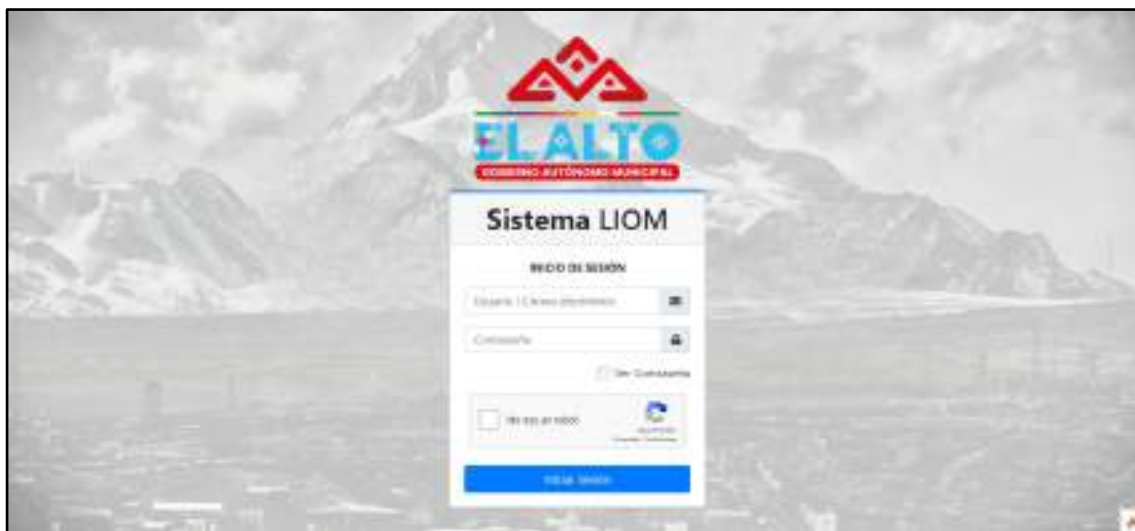 EL ALTO
GOBIERNO AUTÓNOMO MUNICIPAL
Sistema LIOM
INICIO DE SESIÓN
Usuario / Correo electrónico
Contraseña
Ver Contraseña
No soy un robot
reCAPTCHA
Iniciar Sesión